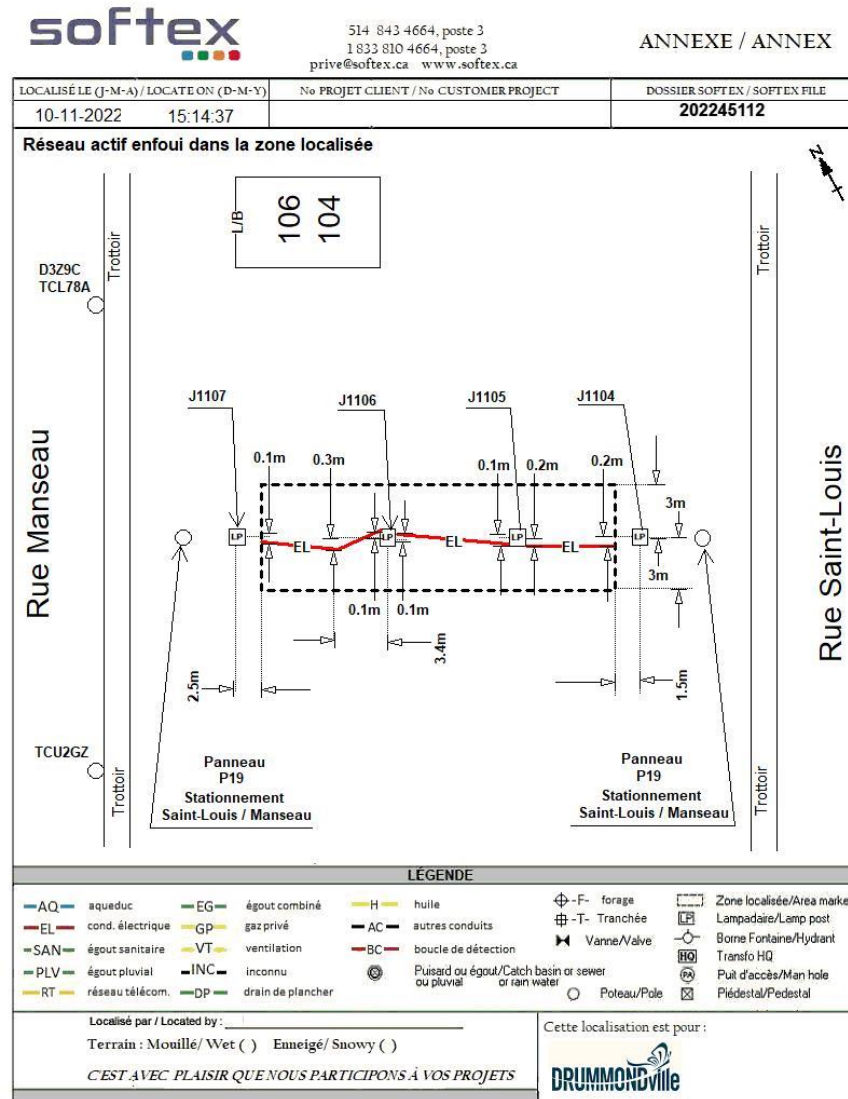 softex
514 843 4664, poste 3
1 833 810 4664, poste 3
prive@softex.ca www.softex.ca
ANNEXE / ANNEX
LOCALISÉ LE (J-M-A) / LOCATE ON (D-M-Y)
No PROJET CLIENT / No CUSTOMER PROJECT
DOSSIER SOFTEX / SOFTEX FILE
10-11-2022 15:14:37
202245112
Réseau actif enfoui dans la zone localisée
N
L/B
106
104
Trottoir
Trottoir
D3Z9C
TCL78A
J1107
J1106
J1105
J1104
Rue Manseau
Rue Saint-Louis
0.1m
0.3m
0.1m
0.2m
0.2m
3m
LP
LP
LP
LP
EL
EL
EL
3m
0.1m
0.1m
3.4m
2.5m
1.5m
TCU2GZ
Trottoir
Trottoir
Panneau
P19
Stationnement
Saint-Louis / Manseau
Panneau
P19
Stationnement
Saint-Louis / Manseau
LÉGENDE
AQ aqueduc
EL cond. électrique
SAN égout sanitaire
PLV égout pluvial
RT réseau télécom.
EG égout combiné
GP gaz privé
VT ventilation
INC inconnu
DP drain de plancher
H huile
AC autres conduits
BC boucle de détection
Puisard ou égout/Catch basin or sewer
ou pluvial or rain water
-F- forage
-T- Tranchée
Vanne/Valve
Poteau/Pole
Zone localisée/Area marke
LP Lampadaire/Lamp post
Borne Fontaine/Hydrant
HQ Transfo HQ
PA Puit d'accès/Man hole
Piédestal/Pedestal
Localisé par / Located by :
Terrain : Mouillé/ Wet ( ) Enneigé/ Snowy ( )
C'EST AVEC PLAISIR QUE NOUS PARTICIPONS À VOS PROJETS
Cette localisation est pour :
DRUMMONDville